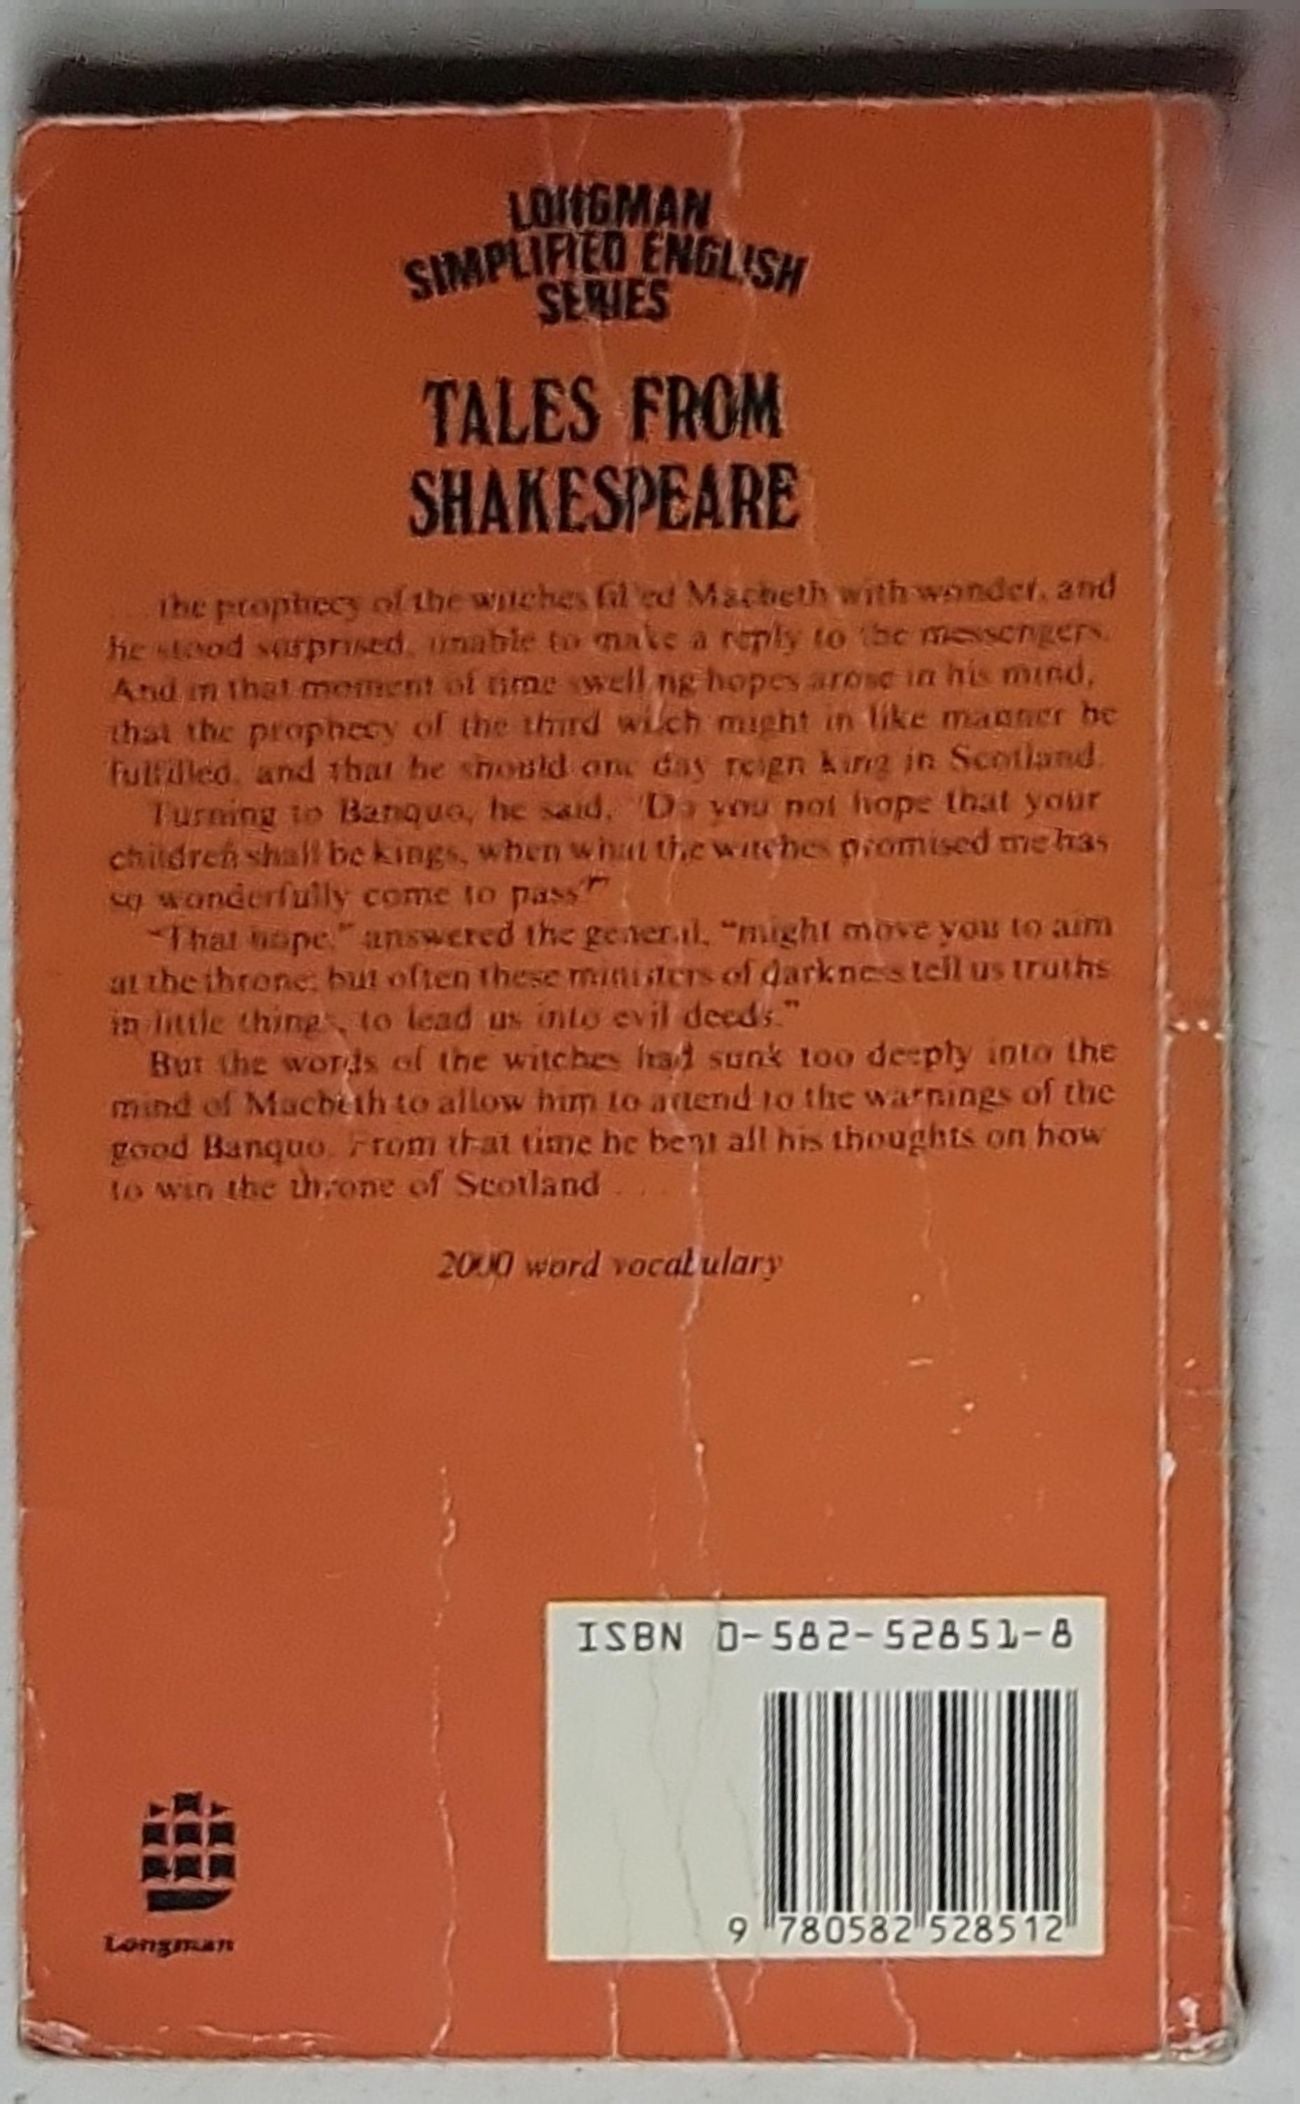 LONGMAN
SIMPLIFIED ENGLISH
SERIES
TALES FROM
SHAKESPEARE
... the prophecy of the witches filled Macbeth with wonder, and
he stood surprised, unable to make a reply to the messengers.
And in that moment of time swelling hopes arose in his mind,
that the prophecy of the third witch might in like manner be
fulfilled, and that he should one day reign king in Scotland.
Turning to Banquo, he said, "Do you not hope that your
children shall be kings, when what the witches promised me has
so wonderfully come to pass?"
"That hope," answered the general, "might move you to aim
at the throne; but often these ministers of darkness tell us truths
in little things, to lead us into evil deeds."
But the words of the witches had sunk too deeply into the
mind of Macbeth to allow him to attend to the warnings of the
good Banquo. From that time he bent all his thoughts on how
to win the throne of Scotland ...
2000 word vocabulary
ISBN 0-582-52851-8
9 780582 528512
Longman